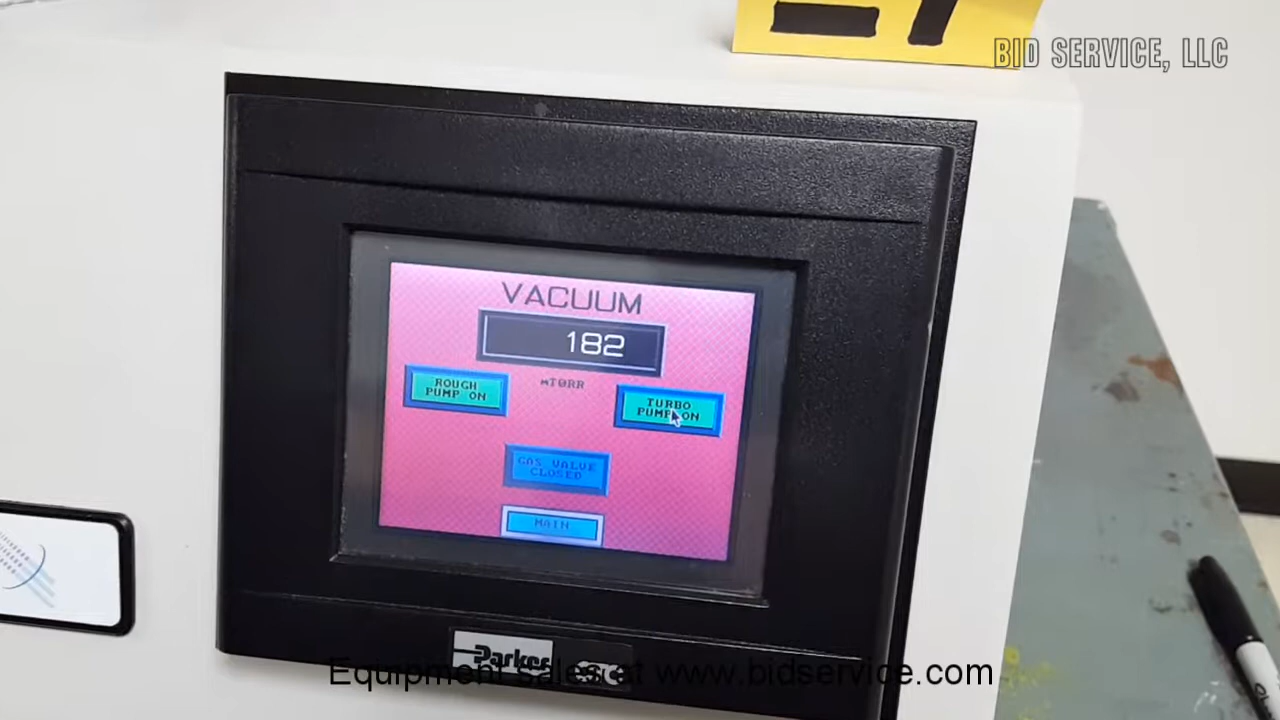 BID SERVICE, LLC
VACUUM
182
mTORR
ROUGH
PUMP ON
TURBO
PUMP ON
GAS VALVE
CLOSED
MAIN
Parker
Equipment sales at www.bidservice.com